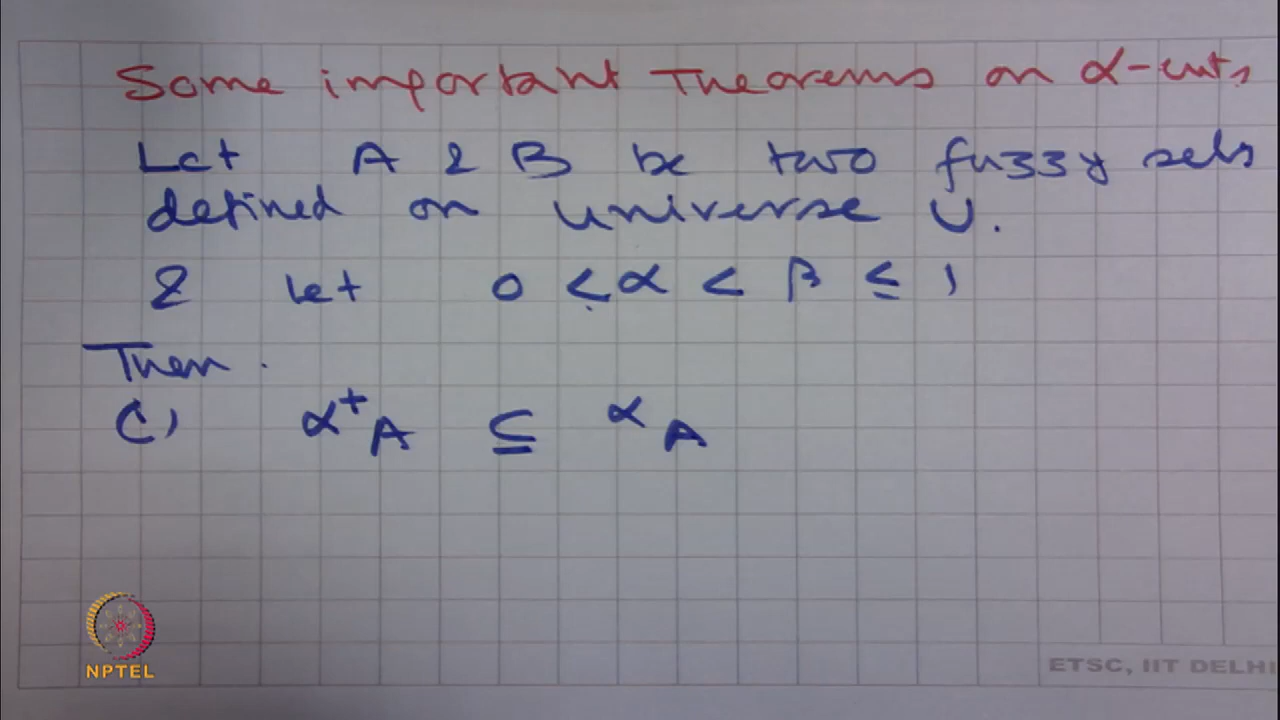 Some important Theorems on α-cuts
Let A & B be two fuzzy sets
defined on universe U.
& let 0 < α < β ≤ 1
Then.
(i) α⁺A ⊆ αA
NPTEL
ETSC, IIT DELHI